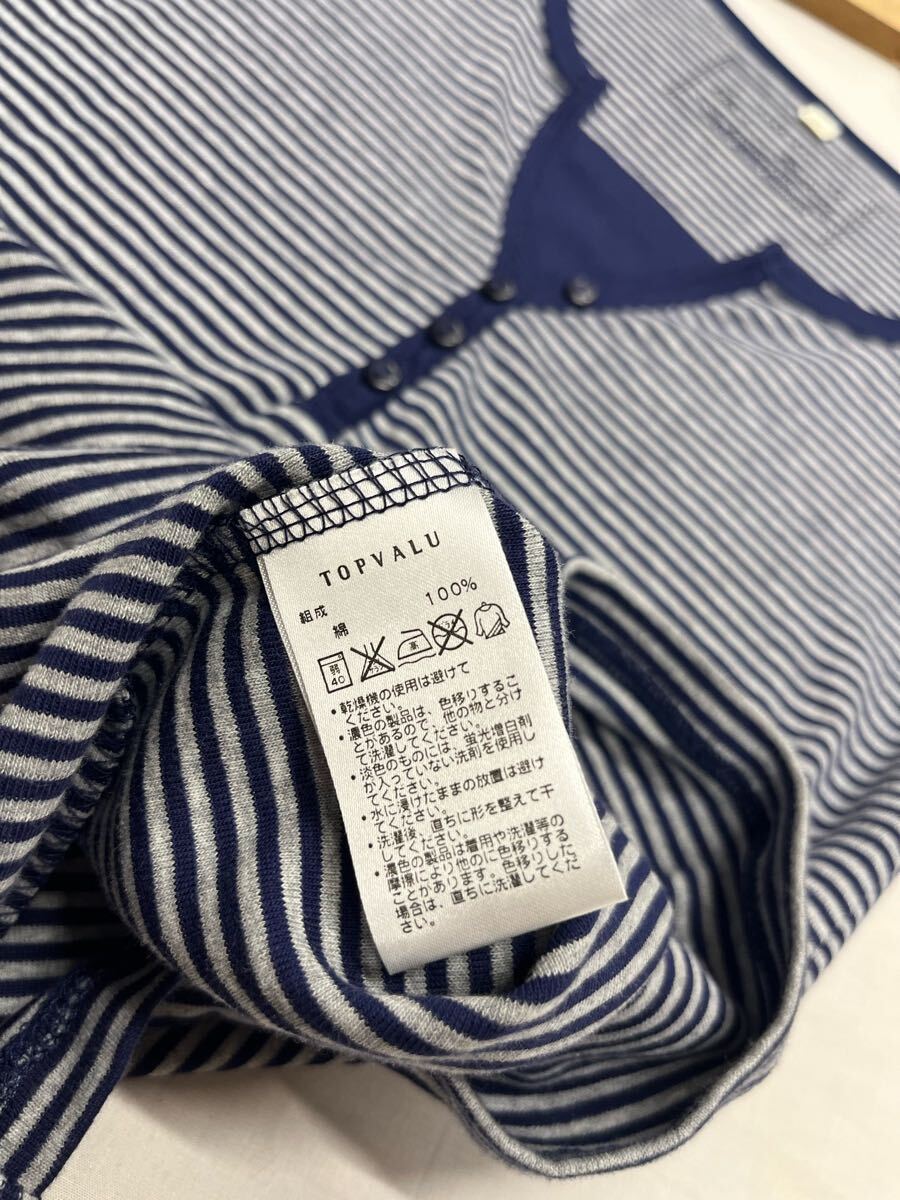 TOPVALU
組成
綿 100%
弱
40
高
・乾燥機の使用は避けて
ください。
・濃色の製品は、色移りするこ
とがあるので、他の物と分け
て洗濯してください。
・淡色のものには、蛍光増白剤
が入っていない洗剤を使用し
てください。
・水に浸けたままの放置は避け
てください。
・洗濯後、直ちに形を整えて干
してください。
・濃色の製品は着用や洗濯等の
摩擦により他のに色移りする
ことがあります。色移りした
場合は、直ちに洗濯してくだ
さい。